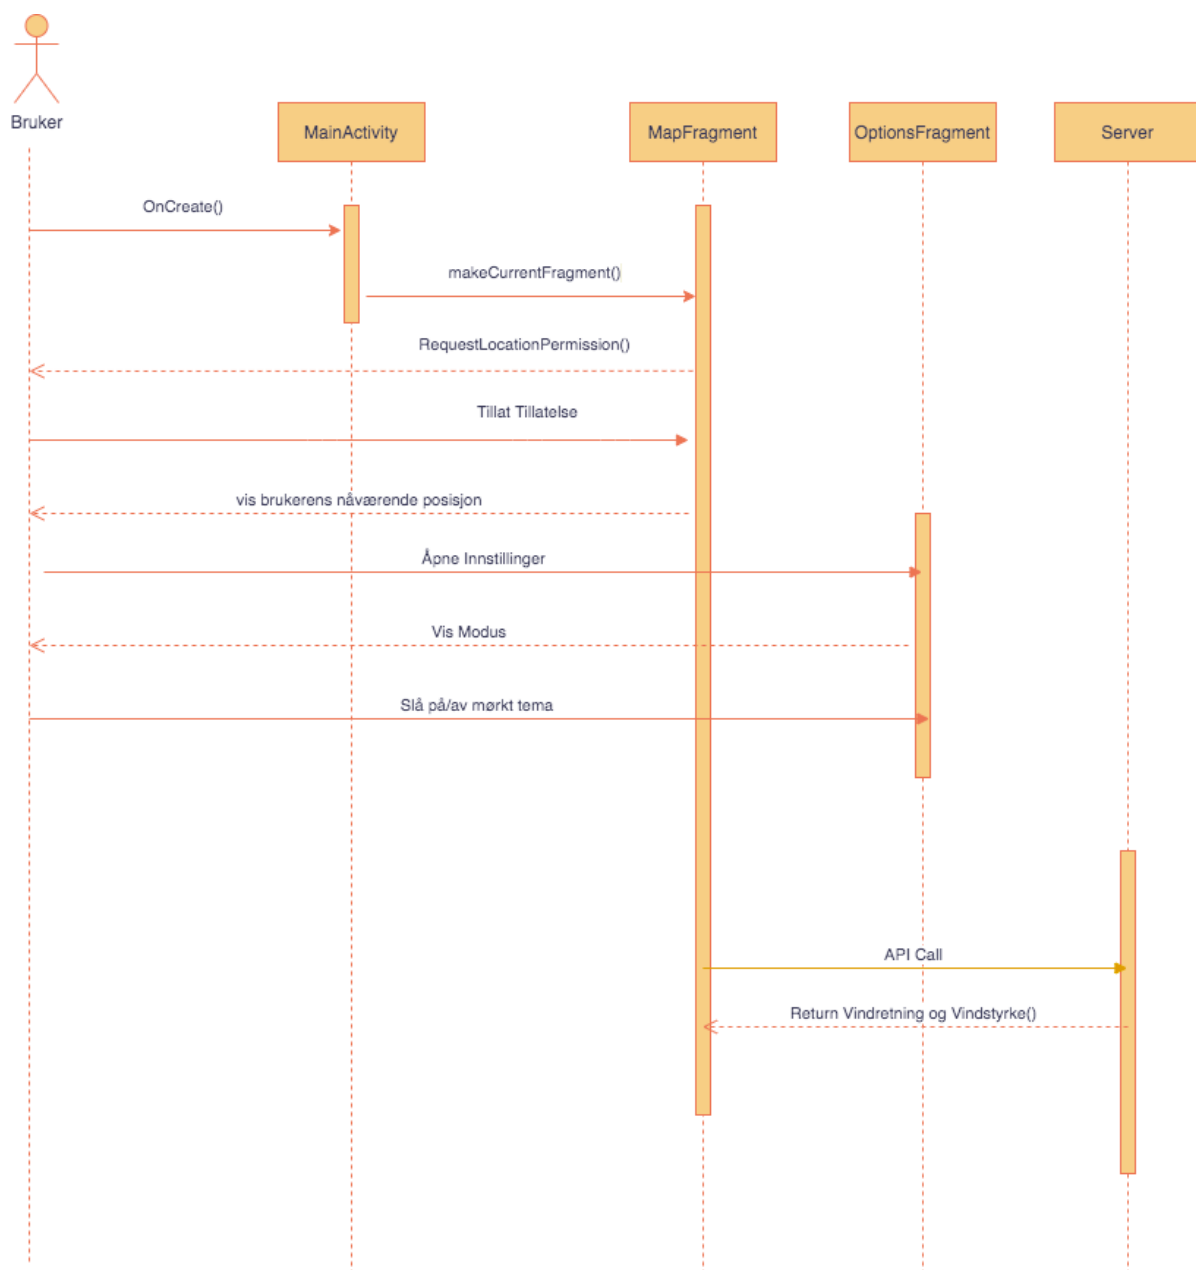 Bruker
MainActivity
MapFragment
OptionsFragment
Server
OnCreate()
makeCurrentFragment()
RequestLocationPermission()
Tillat Tillatelse
vis brukerens nåværende posisjon
Åpne Innstillinger
Vis Modus
Slå på/av mørkt tema
API Call
Return Vindretning og Vindstyrke()